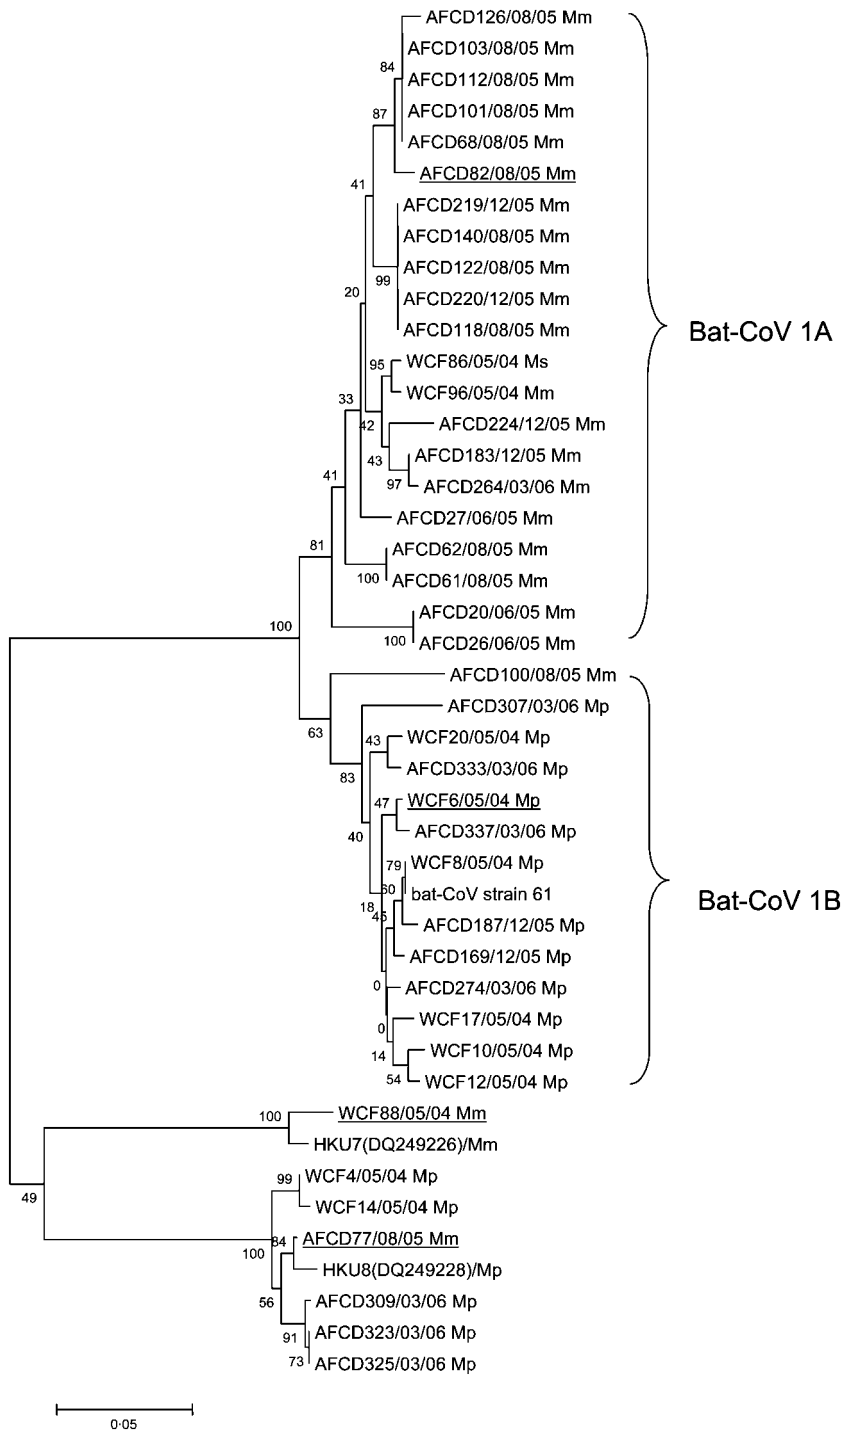 AFCD126/08/05 Mm
AFCD103/08/05 Mm
84
AFCD112/08/05 Mm
AFCD101/08/05 Mm
87
AFCD68/08/05 Mm
AFCD82/08/05 Mm
41
AFCD219/12/05 Mm
AFCD140/08/05 Mm
AFCD122/08/05 Mm
99
20
AFCD220/12/05 Mm
AFCD118/08/05 Mm
Bat-CoV 1A
WCF86/05/04 Ms
95
WCF96/05/04 Mm
33
42
AFCD224/12/05 Mm
AFCD183/12/05 Mm
43
41
97
AFCD264/03/06 Mm
AFCD27/06/05 Mm
81
AFCD62/08/05 Mm
100
AFCD61/08/05 Mm
AFCD20/06/05 Mm
100
100
AFCD26/06/05 Mm
AFCD100/08/05 Mm
AFCD307/03/06 Mp
63
WCF20/05/04 Mp
43
AFCD333/03/06 Mp
83
WCF6/05/04 Mp
47
AFCD337/03/06 Mp
40
WCF8/05/04 Mp
79
60
bat-CoV strain 61
Bat-CoV 1B
18
45
AFCD187/12/05 Mp
AFCD169/12/05 Mp
0
AFCD274/03/06 Mp
WCF17/05/04 Mp
0
WCF10/05/04 Mp
14
54
WCF12/05/04 Mp
100
WCF88/05/04 Mm
HKU7(DQ249226)/Mm
WCF4/05/04 Mp
99
49
WCF14/05/04 Mp
AFCD77/08/05 Mm
84
100
HKU8(DQ249228)/Mp
AFCD309/03/06 Mp
56
AFCD323/03/06 Mp
91
73
AFCD325/03/06 Mp
0·05